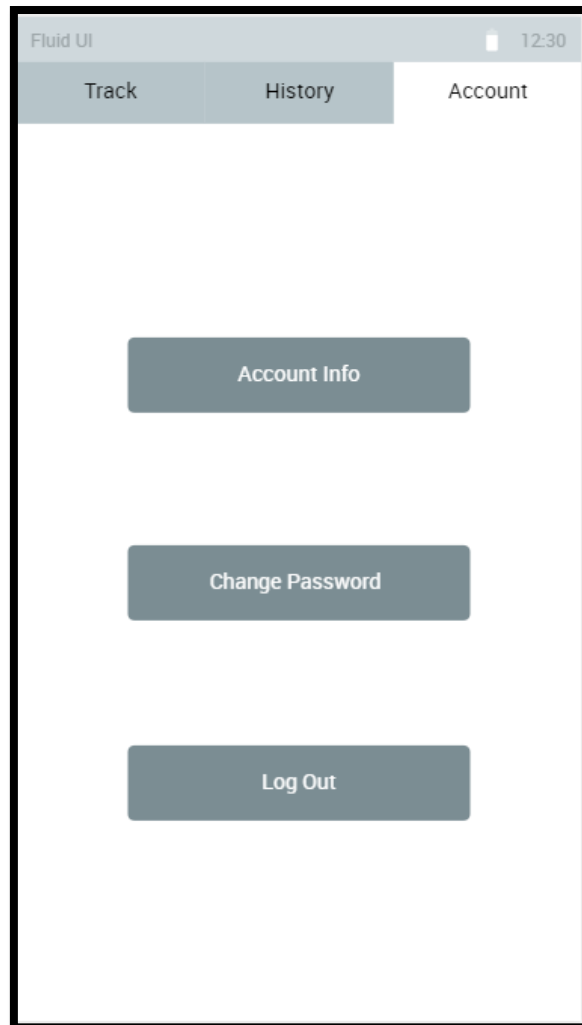 Fluid UI 12:30
Track History Account
Account Info
Change Password
Log Out